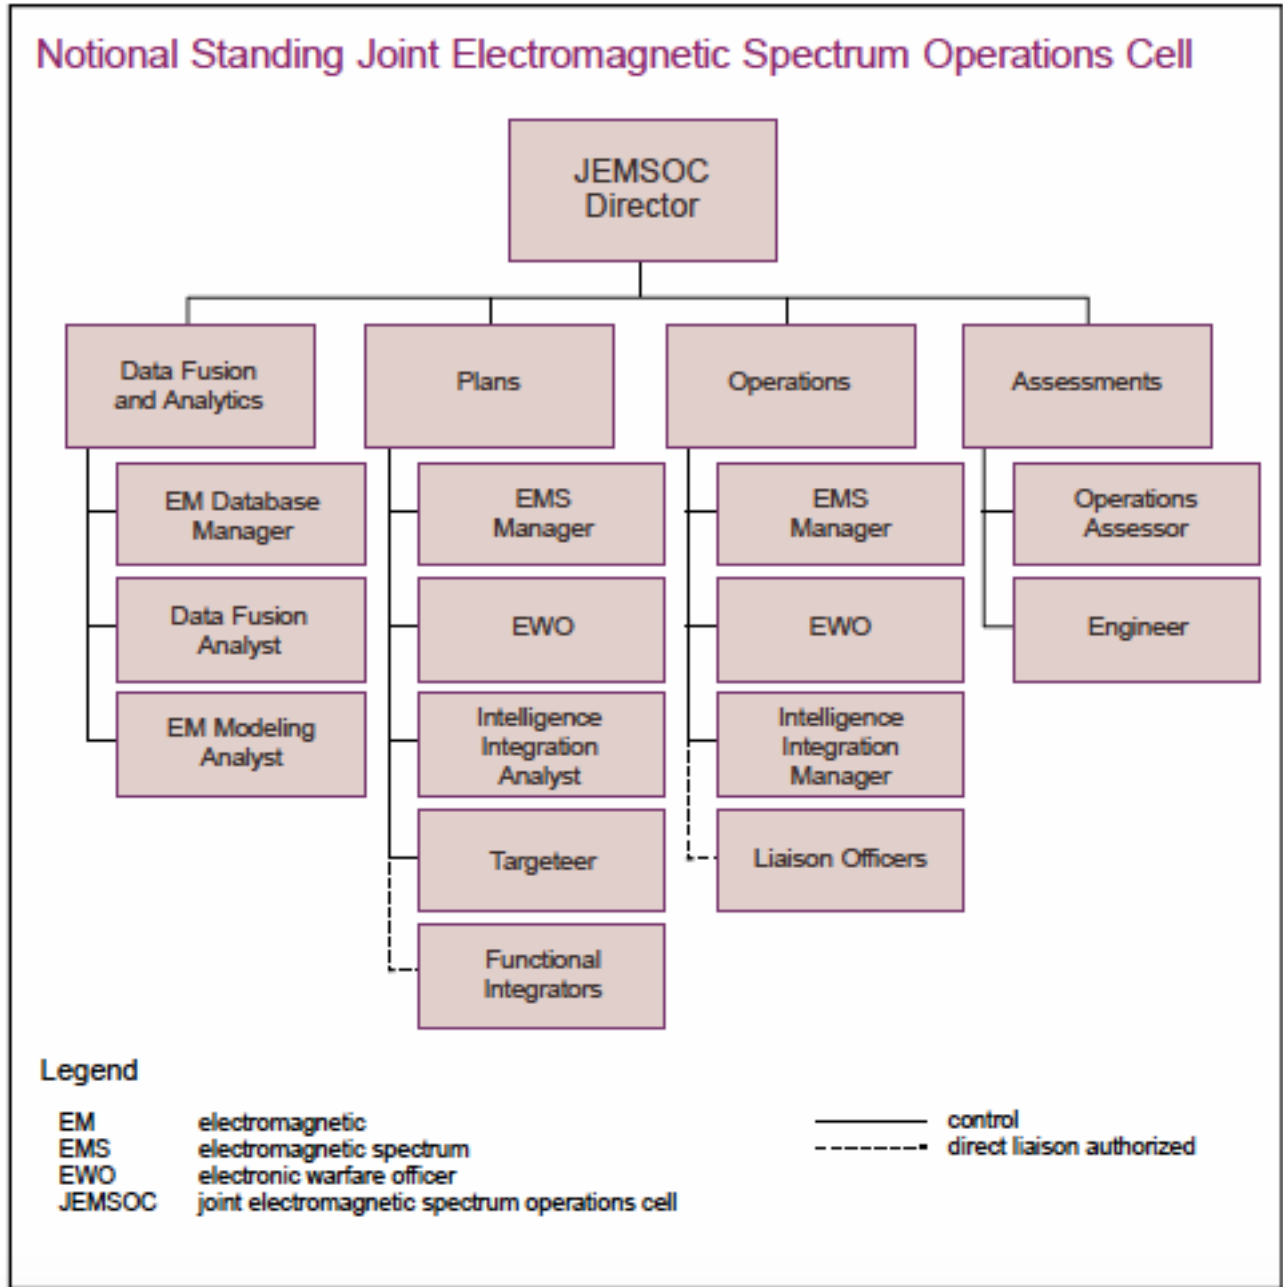 Notional Standing Joint Electromagnetic Spectrum Operations Cell
JEMSOC
Director
Data Fusion
and Analytics
Plans
Operations
Assessments
EM Database
Manager
Data Fusion
Analyst
EM Modeling
Analyst
EMS
Manager
EWO
Intelligence
Integration
Analyst
Targeteer
Functional
Integrators
EMS
Manager
EWO
Intelligence
Integration
Manager
Liaison Officers
Operations
Assessor
Engineer
Legend
EM electromagnetic
EMS electromagnetic spectrum
EWO electronic warfare officer
JEMSOC joint electromagnetic spectrum operations cell
control
direct liaison authorized